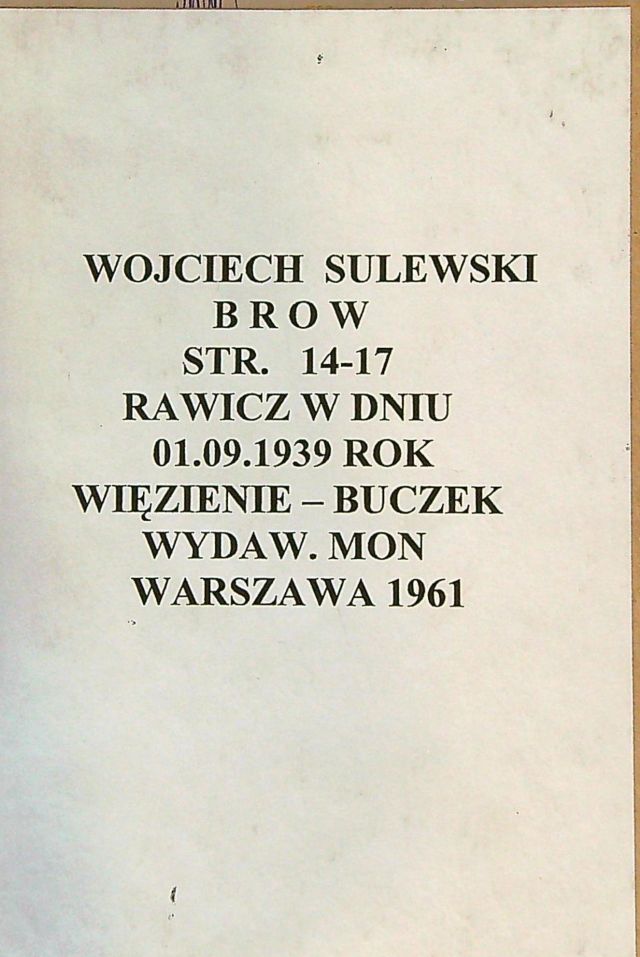 WOJCIECH SULEWSKI
B R O W
STR. 14-17
RAWICZ W DNIU
01.09.1939 ROK
WIĘZIENIE – BUCZEK
WYDAW. MON
WARSZAWA 1961